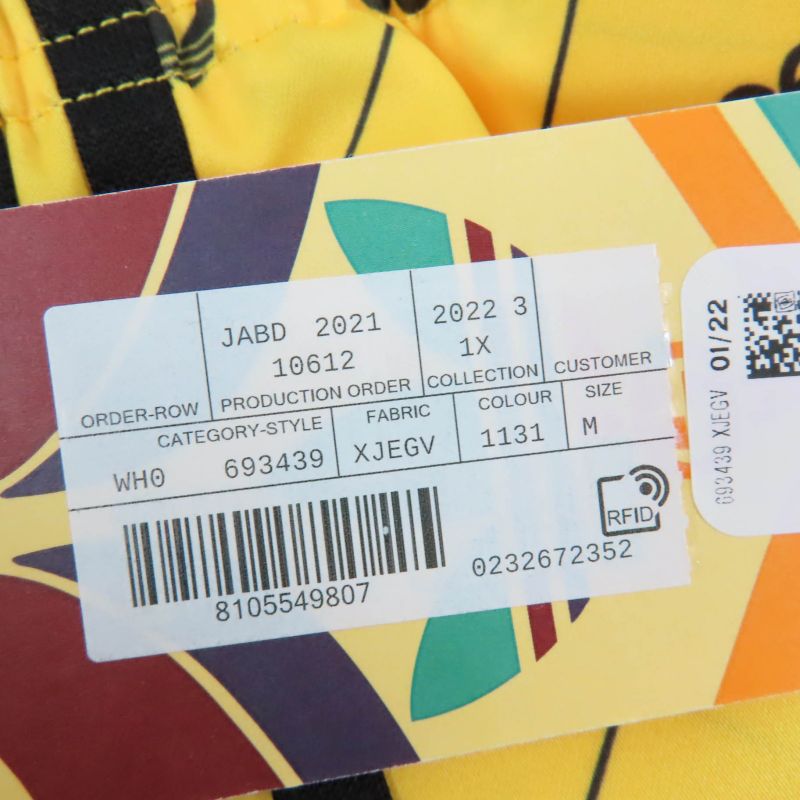 JABD 2021
10612
2022 3
1X
ORDER-ROW
PRODUCTION ORDER
COLLECTION
CUSTOMER
CATEGORY-STYLE
FABRIC
COLOUR
SIZE
WH0 693439
XJEGV
1131
M
RFID
8105549807
0232672352
693439 XJEGV 01/22